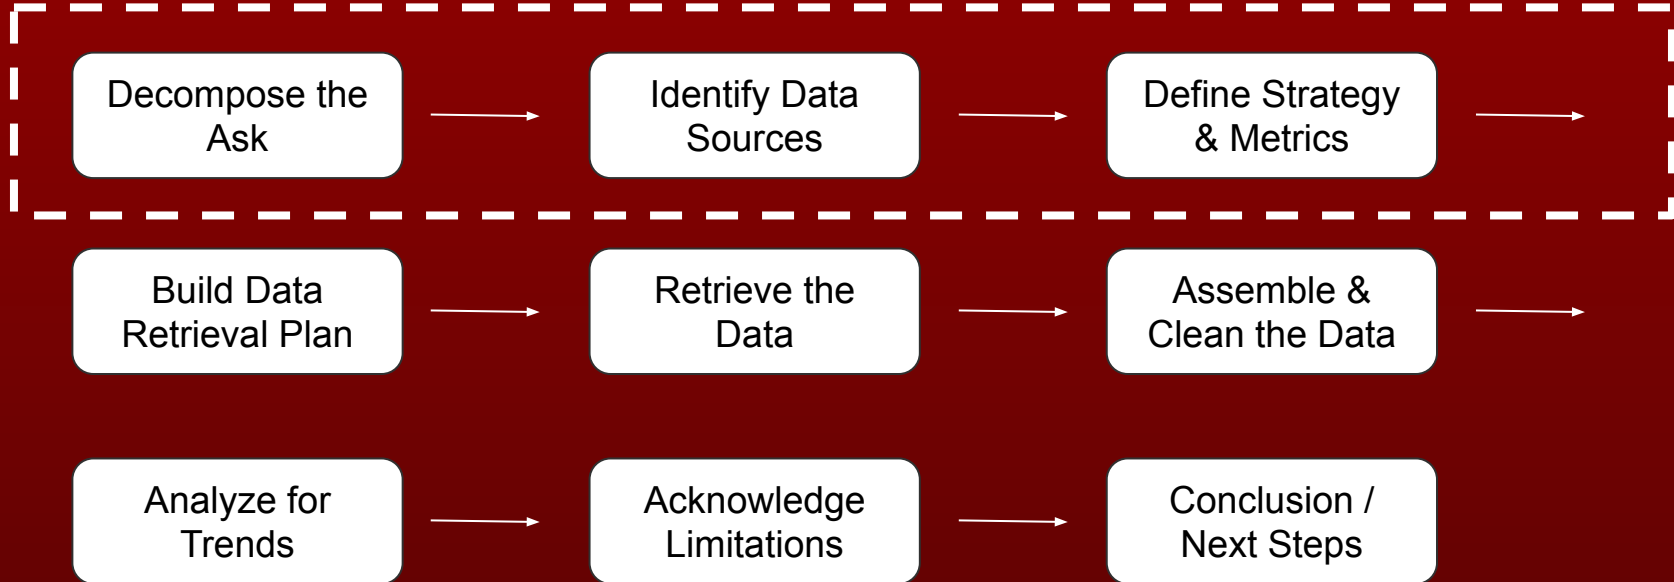 Decompose the
Ask
Identify Data
Sources
Define Strategy
& Metrics
Build Data
Retrieval Plan
Retrieve the
Data
Assemble &
Clean the Data
Analyze for
Trends
Acknowledge
Limitations
Conclusion /
Next Steps